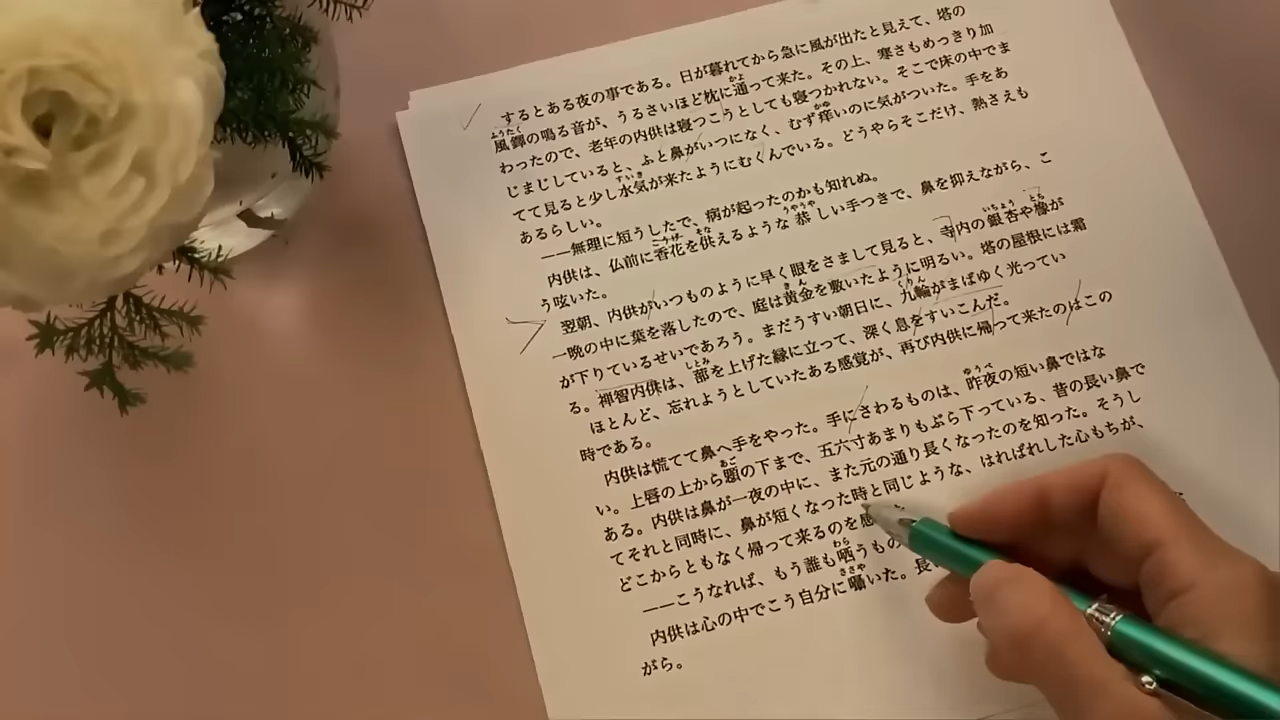 するとある夜の事である。日が暮れてから急に風が出たと見えて、塔の
風鐸の鳴る音が、うるさいほど枕に通って来た。その上、寒さもめっきり加
わったので、老年の内供は寝つこうとしても寝つかれない。そこで床の中でま
じまじしていると、ふと鼻がいつになく、むず痒いのに気がついた。手をあ
てて見ると少し水気が来たようにむくんでいる。どうやらそこだけ、熱さえも
あるらしい。
――無理に短うしたで、病が起ったのかも知れぬ。
内供は、仏前に香花を供えるような恭しい手つきで、鼻を抑えながら、こ
う呟いた。
翌朝、内供がいつものように早く眼をさまして見ると、寺内の銀杏や橡が
一晩の中に葉を落したので、庭は黄金を敷いたように明るい。塔の屋根には霜
が下りているせいであろう。まだうすい朝日に、九輪がまばゆく光ってい
る。禅智内供は、蔀を上げた縁に立って、深く息をすいこんだ。
ほとんど、忘れようとしていたある感覚が、再び内供に帰って来たのはこの
時である。
内供は慌てて鼻へ手をやった。手にさわるものは、昨夜の短い鼻ではな
い。上唇の上から顋の下まで、五六寸あまりもぶら下っている、昔の長い鼻で
ある。内供は鼻が一夜の中に、また元の通り長くなったのを知った。そうし
てそれと同時に、鼻が短くなった時と同じような、はればれした心もちが、
どこからともなく帰って来るのを感
――こうなれば、もう誰も哂うもの
内供は心の中でこう自分に囁いた。長
がら。